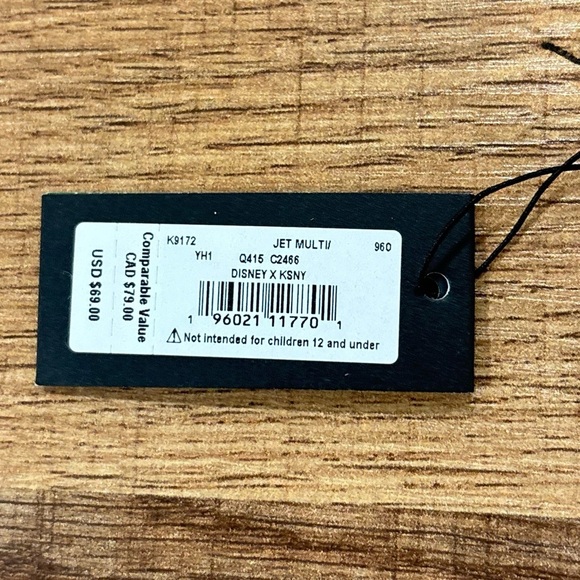 K9172 JET MULTI/ 960
YH1 Q415 C2466
DISNEY X KSNY
1 96021 11770 1
⚠ Not intended for children 12 and under
Comparable Value
CAD $79.00
USD $69.00